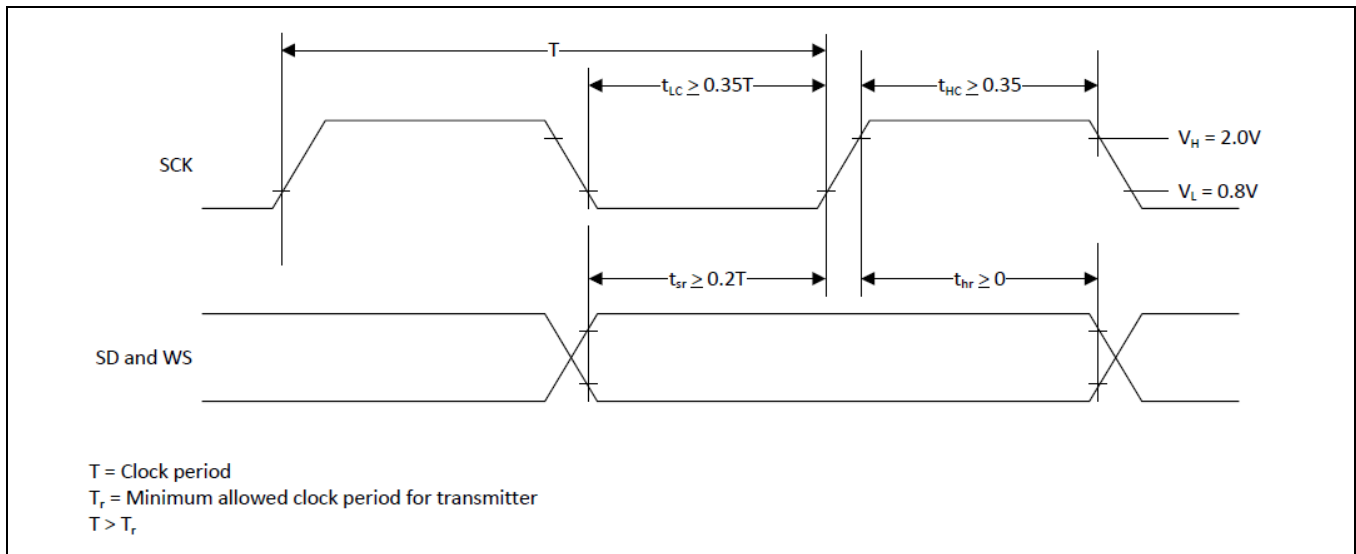 T
t_LC ≥ 0.35T
t_HC ≥ 0.35
V_H = 2.0V
SCK
V_L = 0.8V
t_sr ≥ 0.2T
t_hr ≥ 0
SD and WS
T = Clock period
T_r = Minimum allowed clock period for transmitter
T > T_r